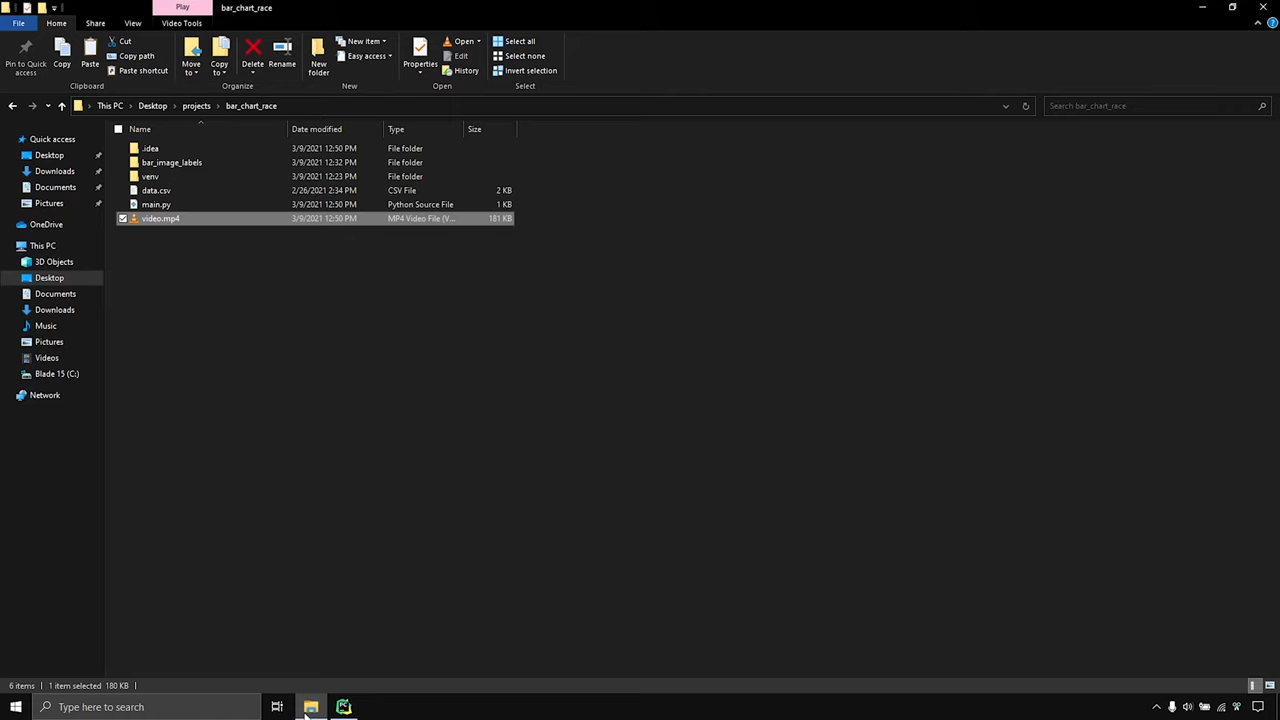 Play
bar_chart_race
File
Home
Share
View
Video Tools
Pin to Quick access
Copy
Paste
Cut
Copy path
Paste shortcut
Clipboard
Move to
Copy to
Delete
Rename
Organize
New folder
New item
Easy access
New
Properties
Open
Edit
History
Open
Select all
Select none
Invert selection
Select
This PC
Desktop
projects
bar_chart_race
Search bar_chart_race
Name Date modified Type Size
.idea 3/9/2021 12:50 PM File folder
bar_image_labels 3/9/2021 12:32 PM File folder
venv 3/9/2021 12:23 PM File folder
data.csv 2/26/2021 2:34 PM CSV File 2 KB
main.py 3/9/2021 12:50 PM Python Source File 1 KB
video.mp4 3/9/2021 12:50 PM MP4 Video File (V... 181 KB
Quick access
Desktop
Downloads
Documents
Pictures
OneDrive
This PC
3D Objects
Desktop
Documents
Downloads
Music
Pictures
Videos
Blade 15 (C:)
Network
6 items
1 item selected 180 KB
Type here to search
PC